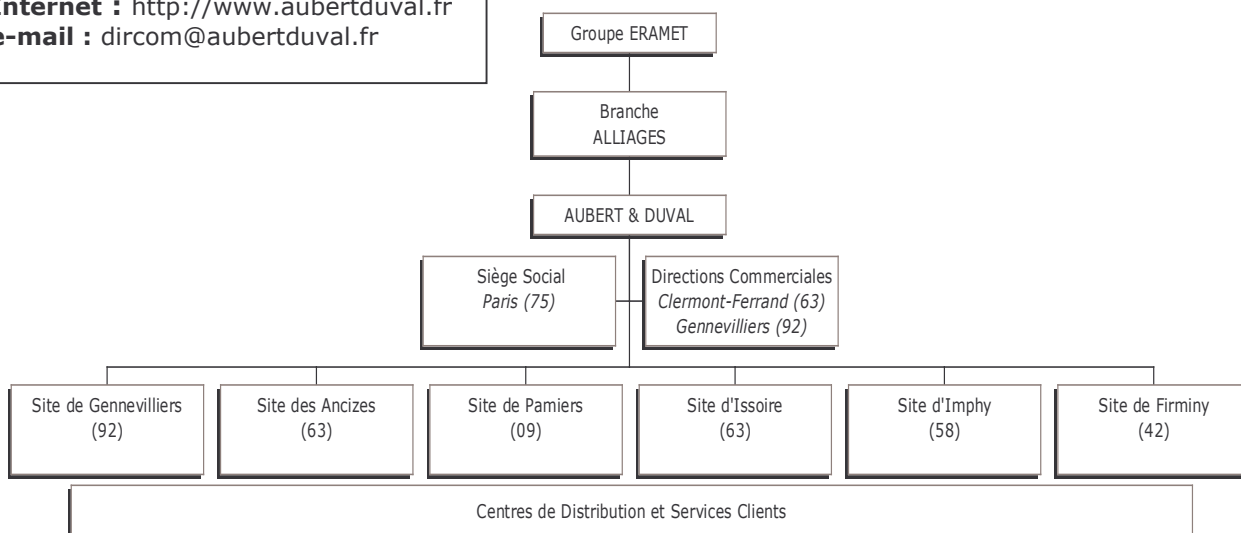 Internet : http://www.aubertduval.fr
e-mail : dircom@aubertduval.fr
Groupe ERAMET
Branche
ALLIAGES
AUBERT & DUVAL
Siège Social
Paris (75)
Directions Commerciales
Clermont-Ferrand (63)
Gennevilliers (92)
Site de Gennevilliers
(92)
Site des Ancizes
(63)
Site de Pamiers
(09)
Site d'Issoire
(63)
Site d'Imphy
(58)
Site de Firminy
(42)
Centres de Distribution et Services Clients